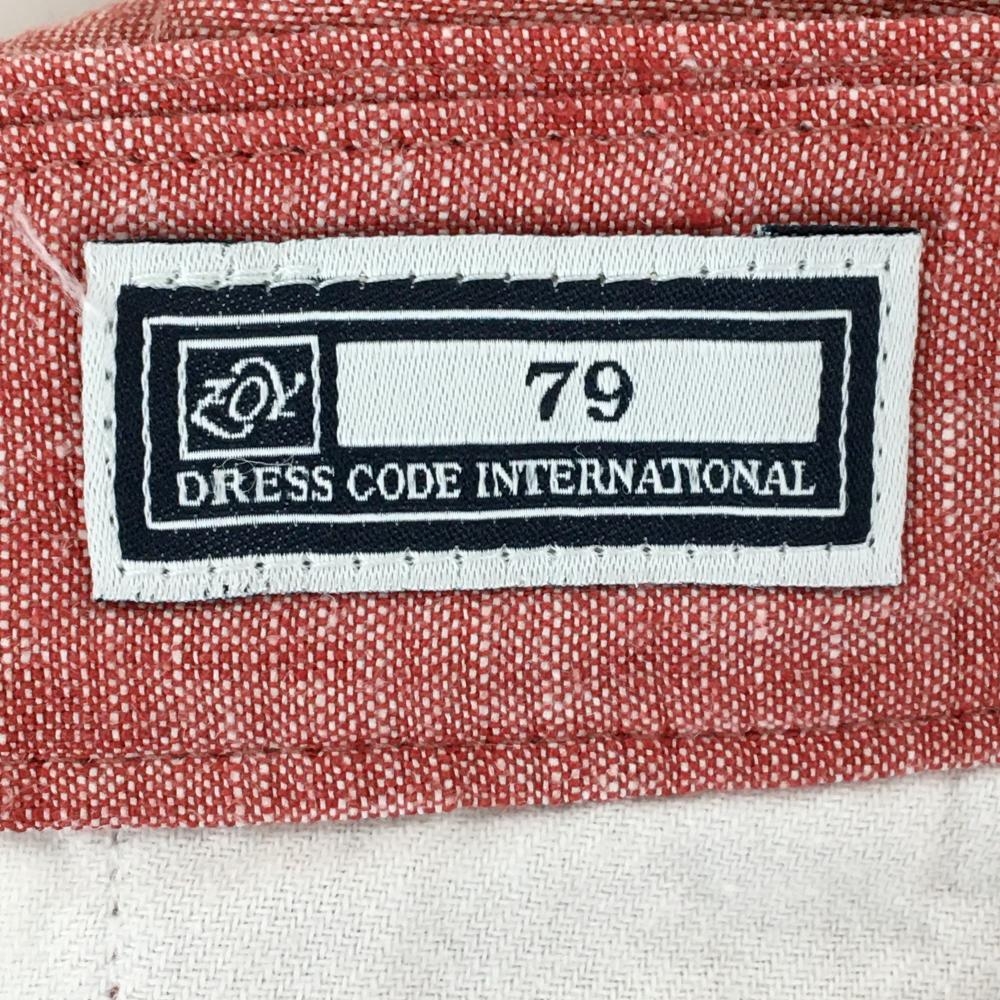 ZOY
79
DRESS CODE INTERNATIONAL